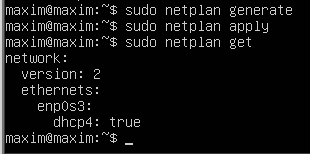 maxim@maxim:~$ sudo netplan generate
maxim@maxim:~$ sudo netplan apply
maxim@maxim:~$ sudo netplan get
network:
  version: 2
  ethernets:
    enp0s3:
      dhcp4: true
maxim@maxim:~$ _